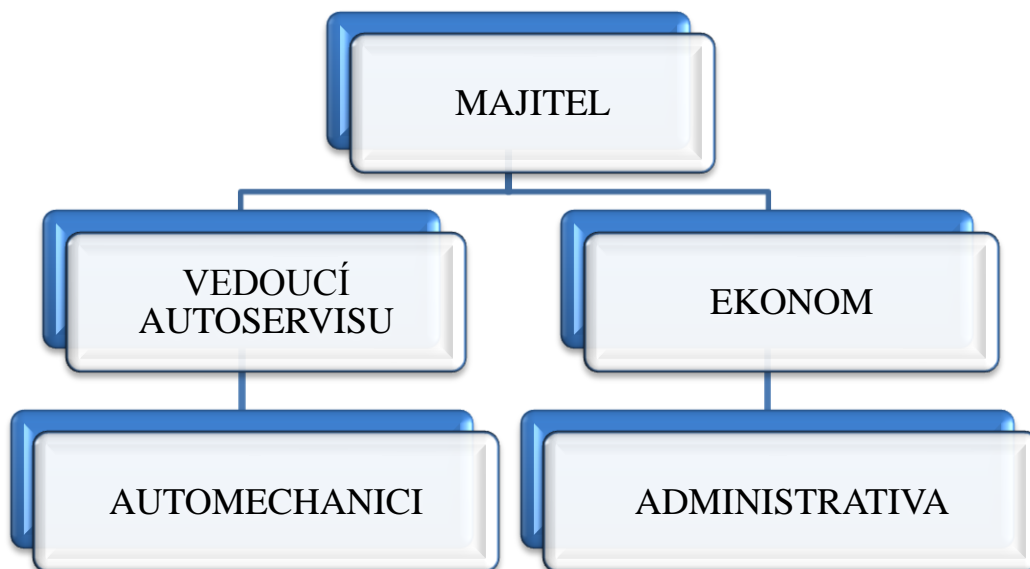 MAJITEL
VEDOUCÍ
AUTOSERVISU
EKONOM
AUTOMECHANICI
ADMINISTRATIVA